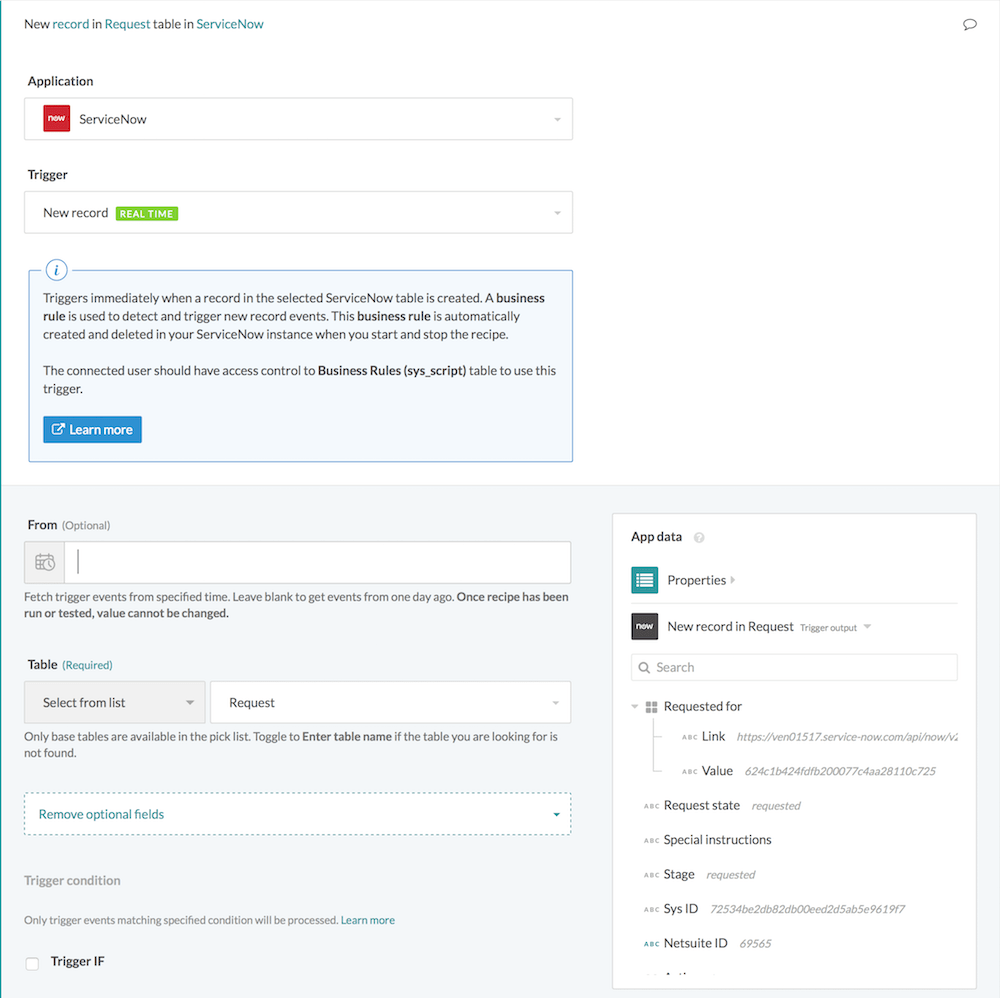 New record in Request table in ServiceNow
Application
now
ServiceNow
Trigger
New record REAL TIME
i
Triggers immediately when a record in the selected ServiceNow table is created. A business
rule is used to detect and trigger new record events. This business rule is automatically
created and deleted in your ServiceNow instance when you start and stop the recipe.
The connected user should have access control to Business Rules (sys_script) table to use this
trigger.
Learn more
From (Optional)
Fetch trigger events from specified time. Leave blank to get events from one day ago. Once recipe has been
run or tested, value cannot be changed.
Table (Required)
Select from list
Request
Only base tables are available in the pick list. Toggle to Enter table name if the table you are looking for is
not found.
Remove optional fields
Trigger condition
Only trigger events matching specified condition will be processed. Learn more
Trigger IF
App data ?
Properties
now
New record in Request Trigger output
Search
Requested for
ABC Link https://ven01517.service-now.com/api/now/v2
ABC Value 624c1b424fdfb200077c4aa28110c725
ABC Request state requested
ABC Special instructions
ABC Stage requested
ABC Sys ID 72534be2db82db00eed2d5ab5e9619f7
ABC Netsuite ID 69565